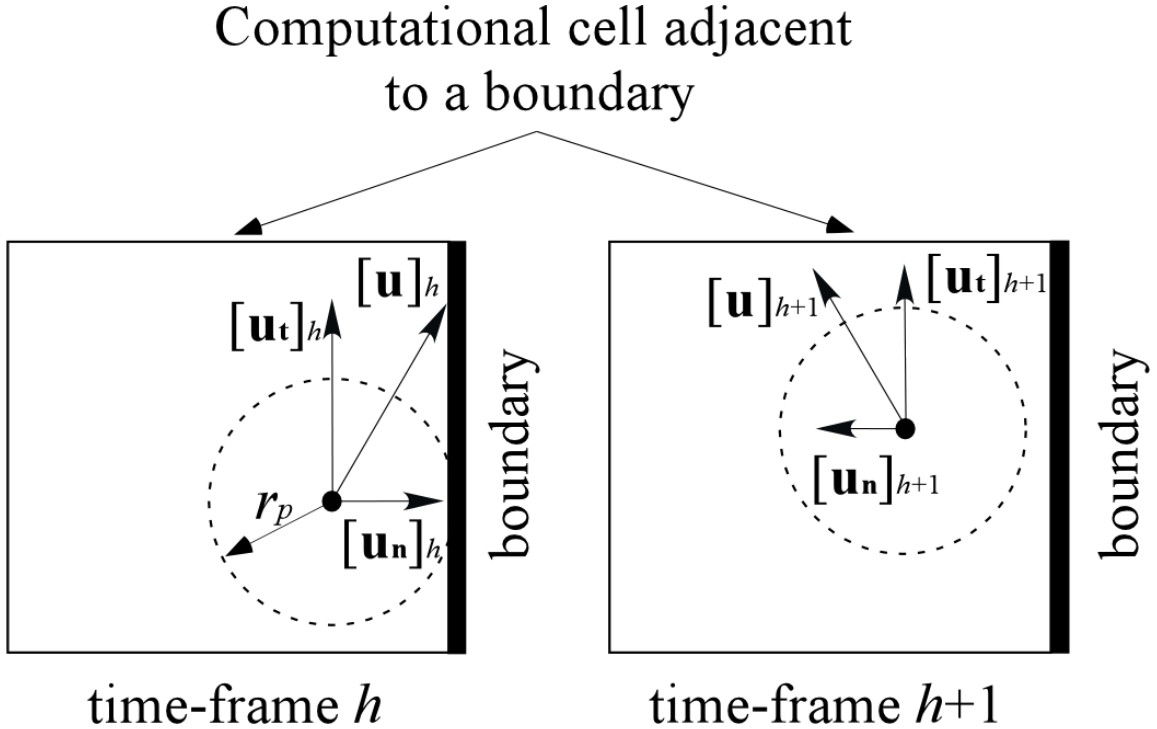 Computational cell adjacent
to a boundary
[u]h
[ut]h
rp
[un]h
boundary
[u]h+1
[ut]h+1
[un]h+1
boundary
time-frame h
time-frame h+1